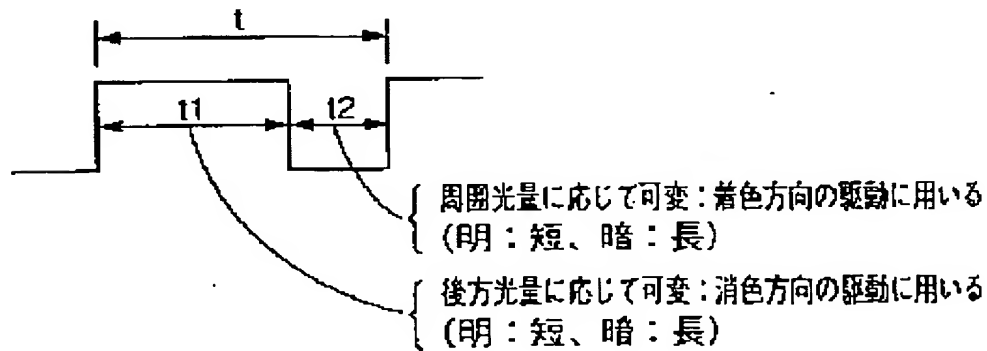 t
t1
t2
周囲光量に応じて可変：着色方向の駆動に用いる
(明：短、暗：長)
後方光量に応じて可変：消色方向の駆動に用いる
(明：短、暗：長)